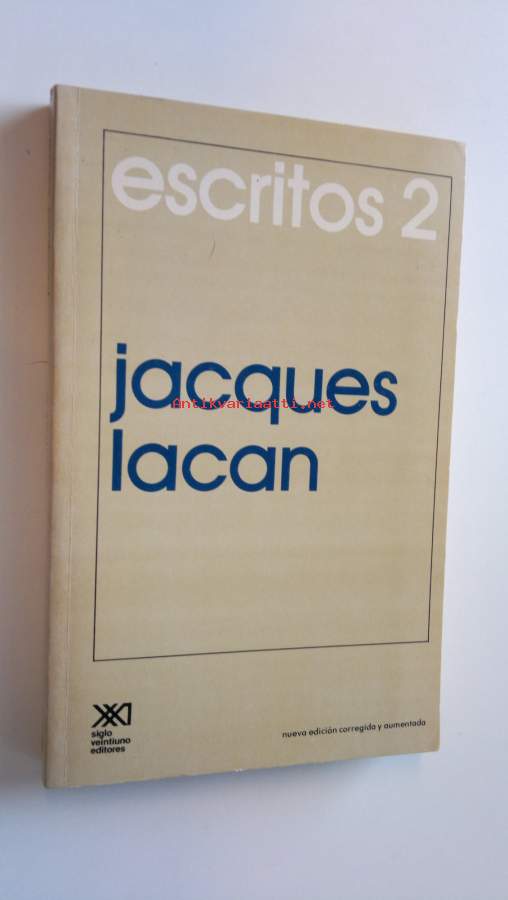 escritos 2
jacques
Antikvariaatti.net
lacan
siglo
veintiuno
editores
nueva edición corregida y aumentada